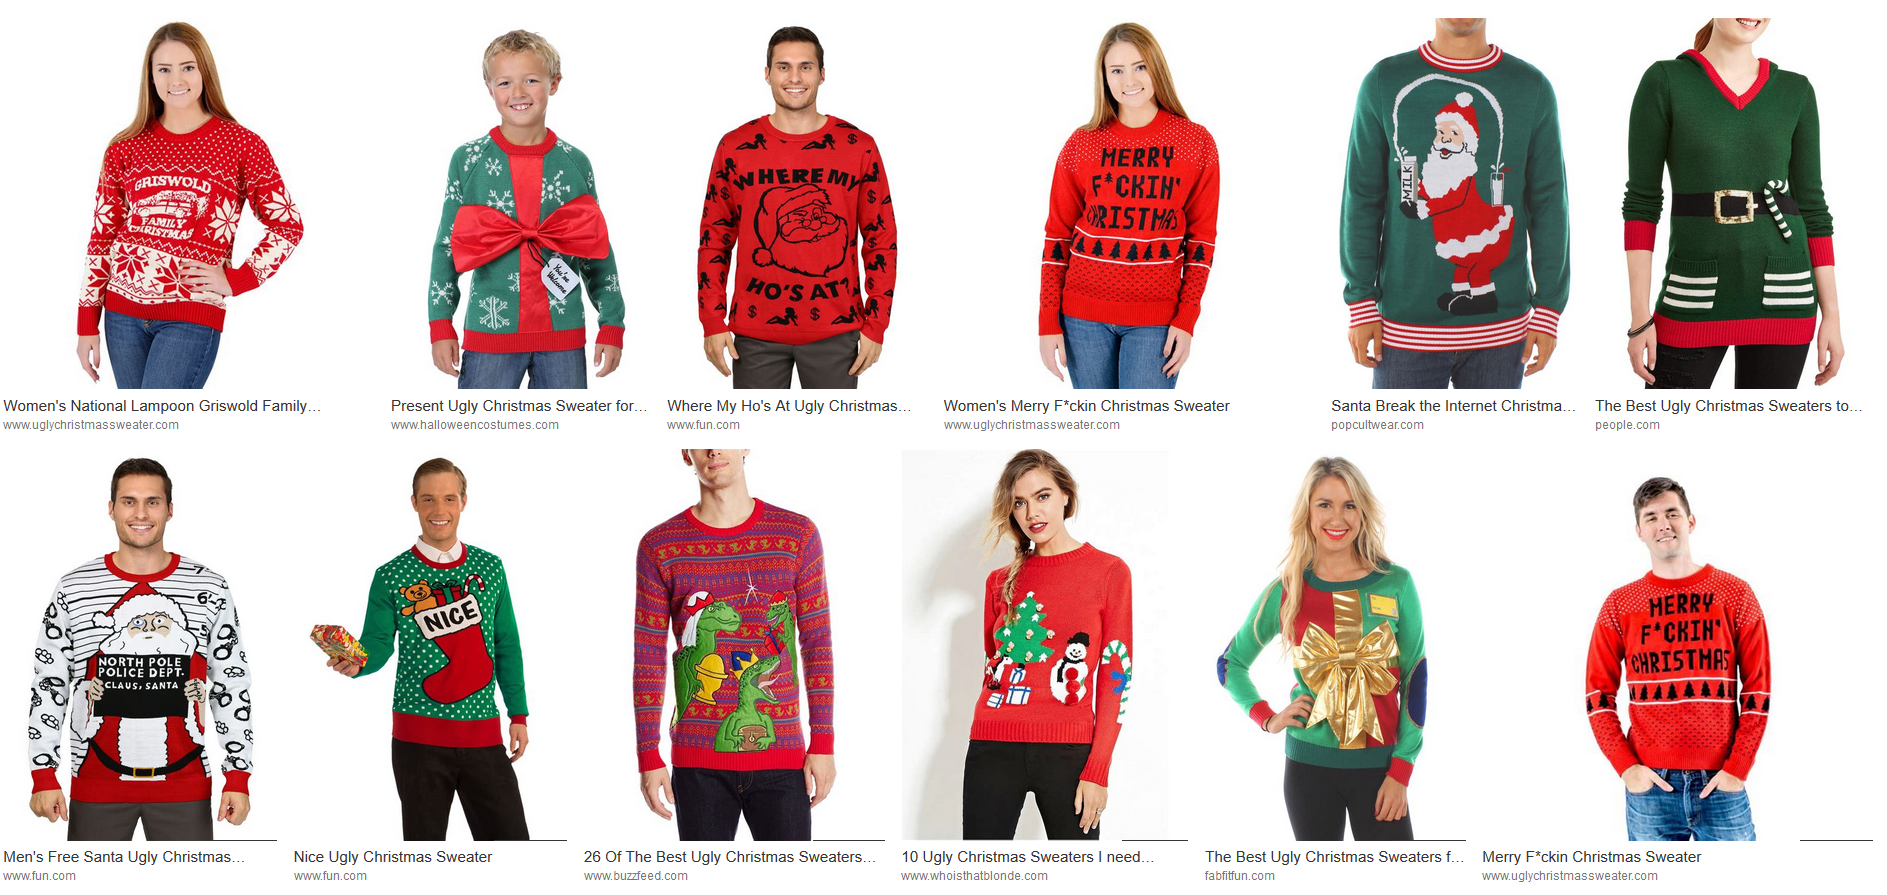 GRISWOLD
FAMILY
CHRISTMAS
You're
Welcome
WHERE MY
HO'S AT?
MERRY
F*CKIN'
CHRISTMAS
MILK
Women's National Lampoon Griswold Family...
www.uglychristmassweater.com
Present Ugly Christmas Sweater for...
www.halloweencostumes.com
Where My Ho's At Ugly Christmas...
www.fun.com
Women's Merry F*ckin Christmas Sweater
www.uglychristmassweater.com
Santa Break the Internet Christma...
popcultwear.com
The Best Ugly Christmas Sweaters to...
people.com
7'
6'
5
NORTH POLE
POLICE DEPT.
CLAUS, SANTA
NICE
MERRY
F*CKIN'
CHRISTMAS
Men's Free Santa Ugly Christmas...
www.fun.com
Nice Ugly Christmas Sweater
www.fun.com
26 Of The Best Ugly Christmas Sweaters...
www.buzzfeed.com
10 Ugly Christmas Sweaters I need...
www.whoisthatblonde.com
The Best Ugly Christmas Sweaters f...
fabfitfun.com
Merry F*ckin Christmas Sweater
www.uglychristmassweater.com